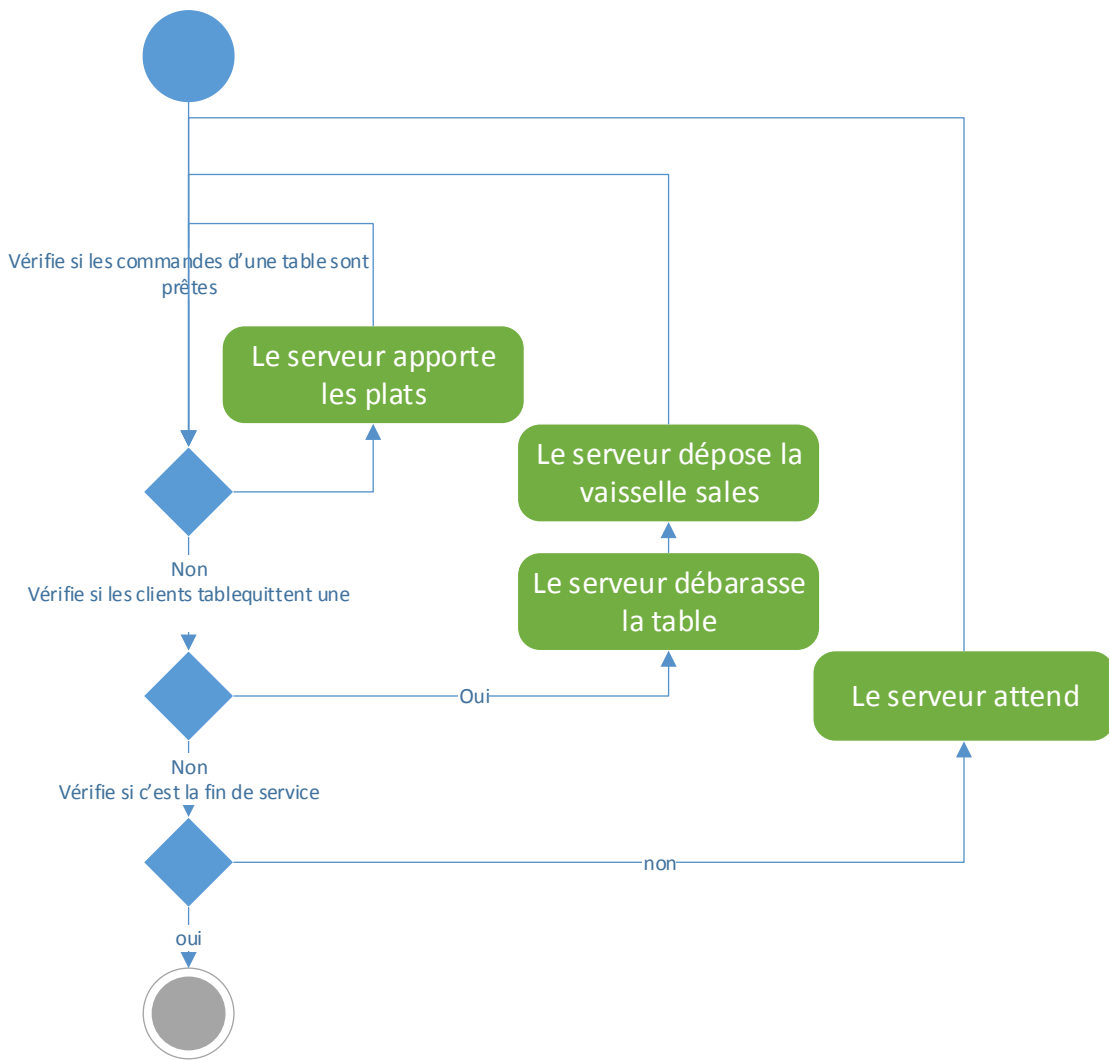 Vérifie si les commandes d’une table sont
prêtes
Le serveur apporte
les plats
Le serveur dépose la
vaisselle sales
Non
Vérifie si les clients tablequittent une
Le serveur débarasse
la table
Oui
Le serveur attend
Non
Vérifie si c’est la fin de service
non
oui